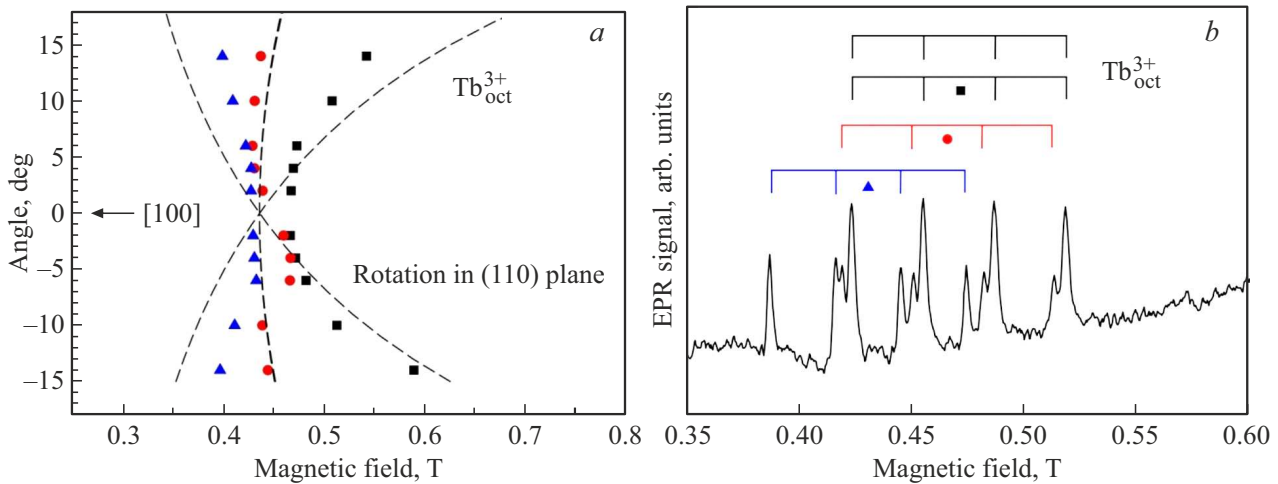 a
15
10
5
0
−5
−10
−15
Angle, deg
[100]
Tb³⁺oct
Rotation in (110) plane
0.3 0.4 0.5 0.6 0.7 0.8
Magnetic field, T
b
Tb³⁺oct
EPR signal, arb. units
0.35 0.40 0.45 0.50 0.55 0.60
Magnetic field, T